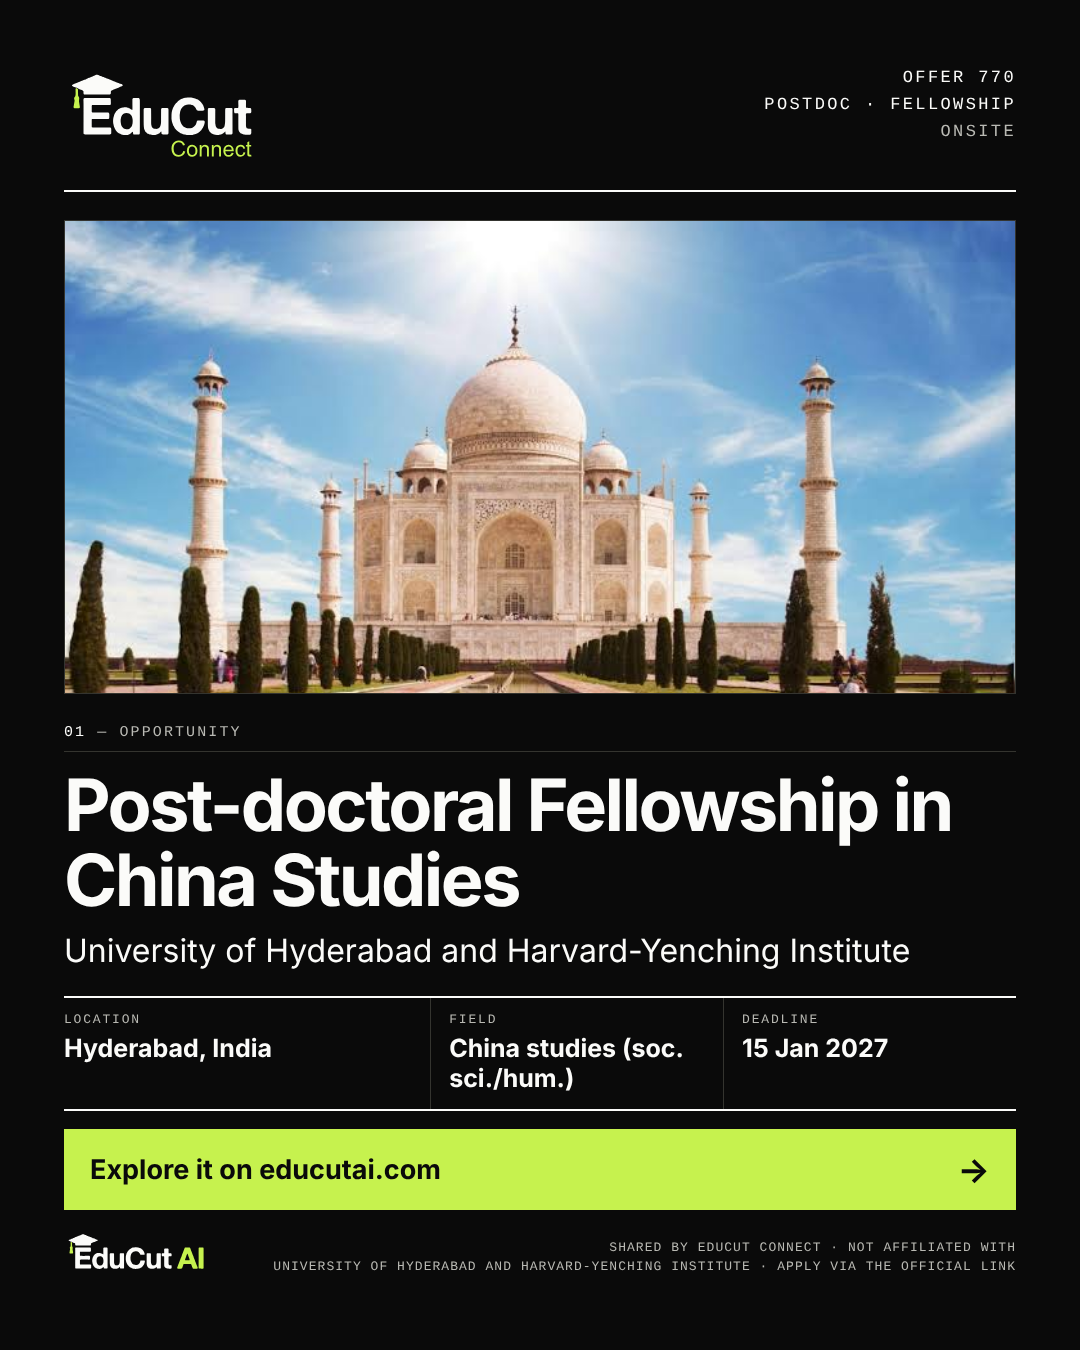 EduCut
Connect
OFFER 770
POSTDOC · FELLOWSHIP
ONSITE
01 — OPPORTUNITY
Post-doctoral Fellowship in
China Studies
University of Hyderabad and Harvard-Yenching Institute
LOCATION
Hyderabad, India
FIELD
China studies (soc.
sci./hum.)
DEADLINE
15 Jan 2027
Explore it on educutai.com →
EduCut AI
SHARED BY EDUCUT CONNECT · NOT AFFILIATED WITH
UNIVERSITY OF HYDERABAD AND HARVARD-YENCHING INSTITUTE · APPLY VIA THE OFFICIAL LINK